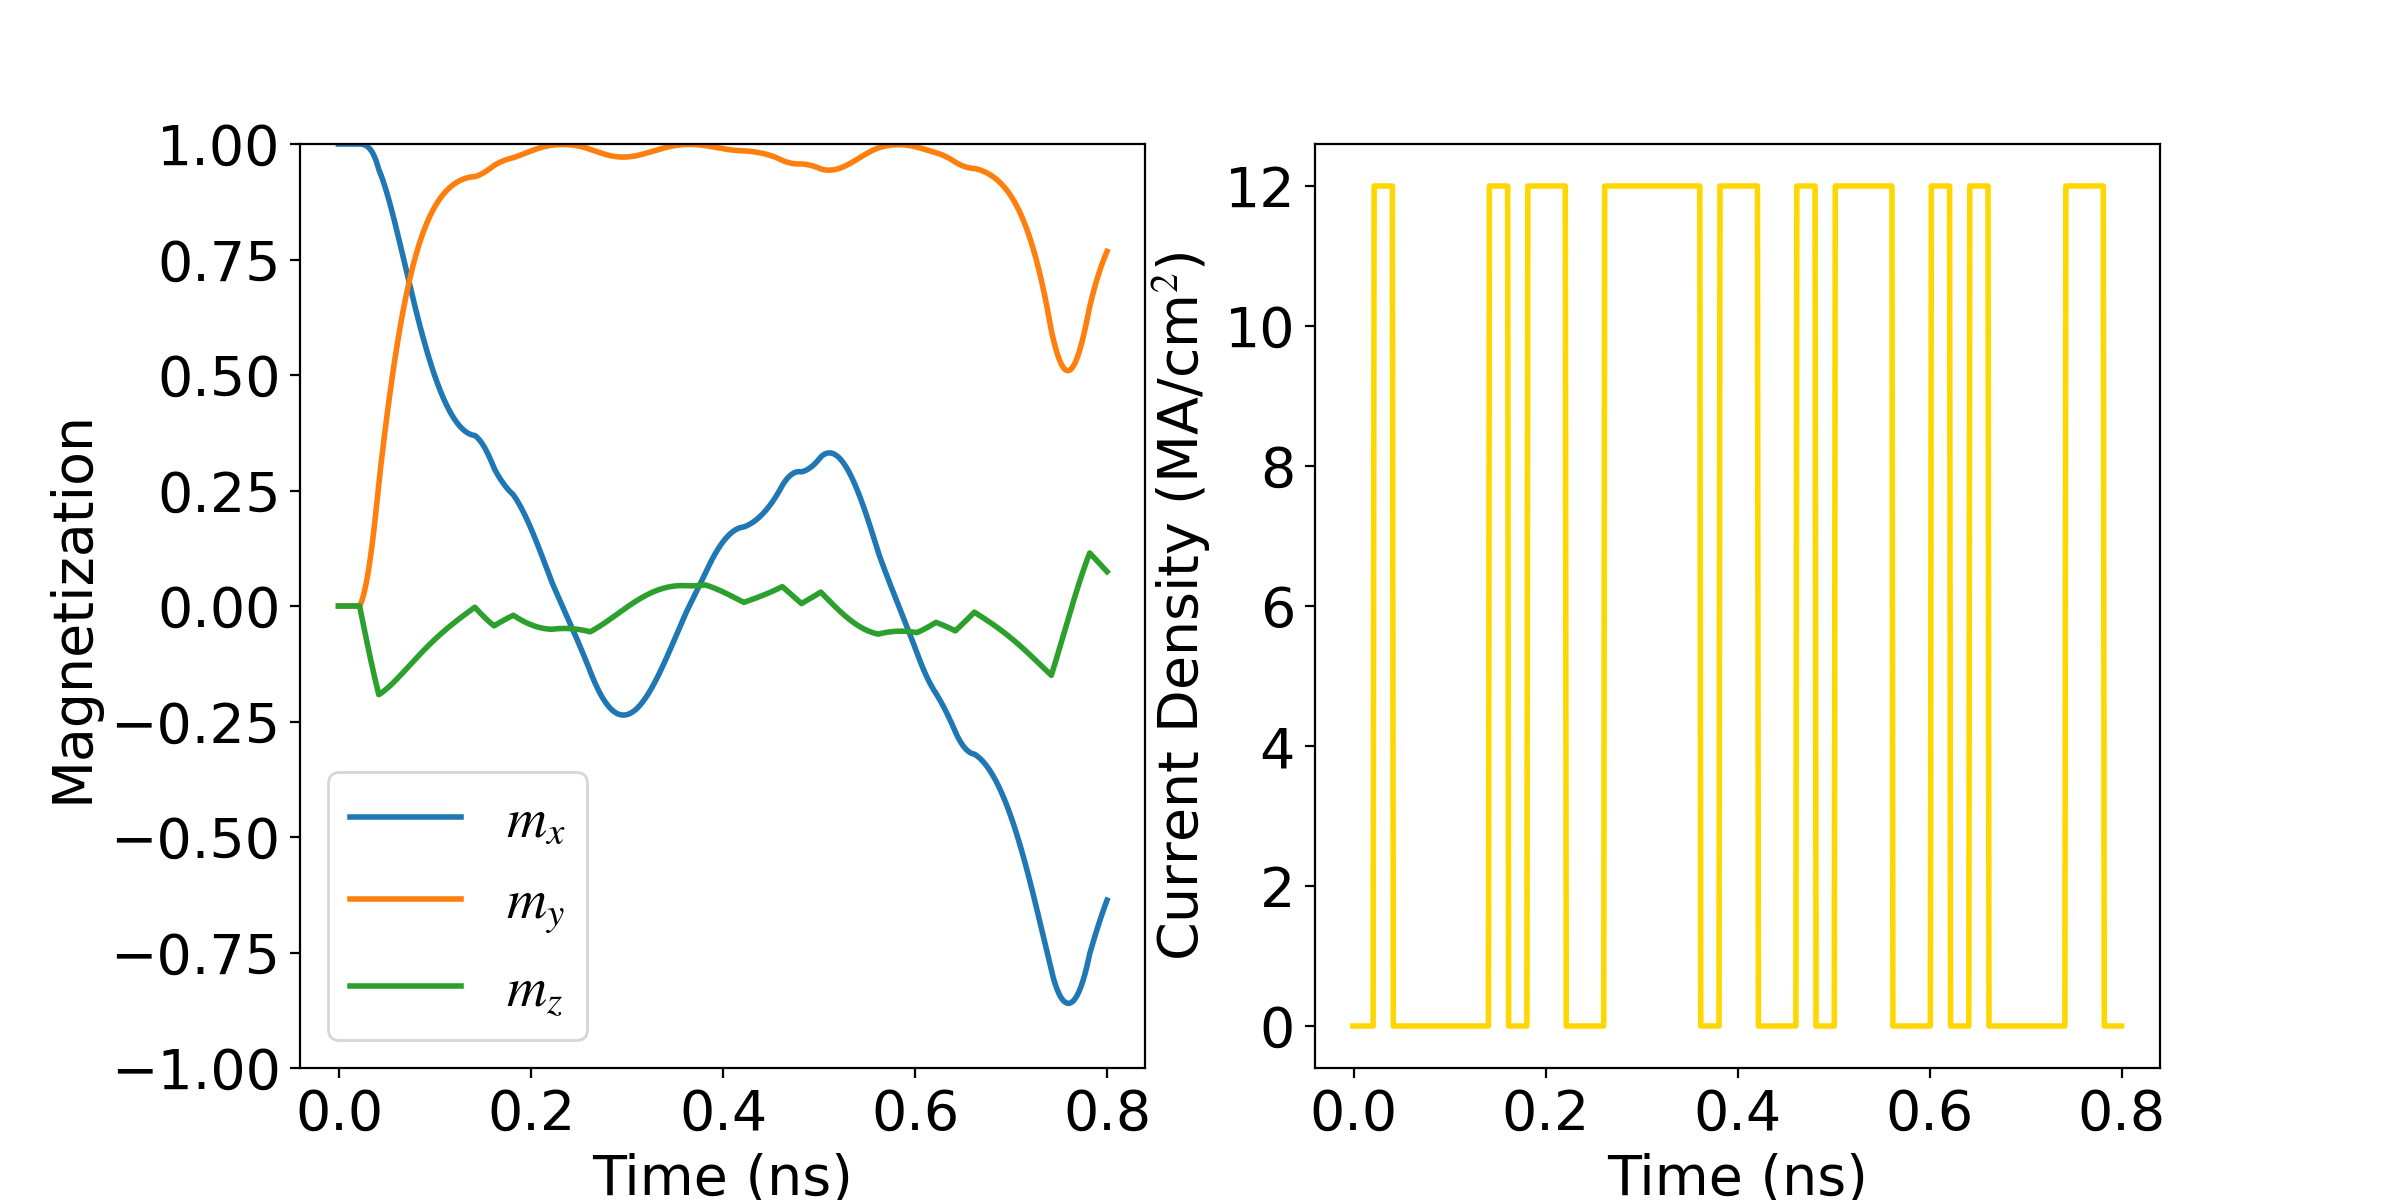 Magnetization
1.00
0.75
0.50
0.25
0.00
−0.25
−0.50
−0.75
−1.00
0.0 0.2 0.4 0.6 0.8
Time (ns)
m_x
m_y
m_z
Current Density (MA/cm²)
12
10
8
6
4
2
0
0.0 0.2 0.4 0.6 0.8
Time (ns)